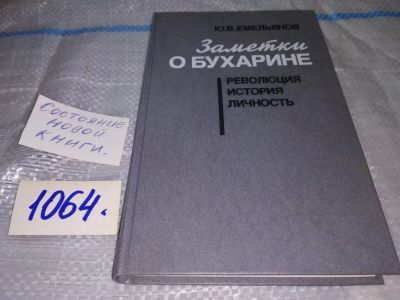 Ю.В. ЕМЕЛЬЯНОВ
Заметки
О БУХАРИНЕ
РЕВОЛЮЦИЯ
ИСТОРИЯ
ЛИЧНОСТЬ
Состояние
новой
книги.
1064.